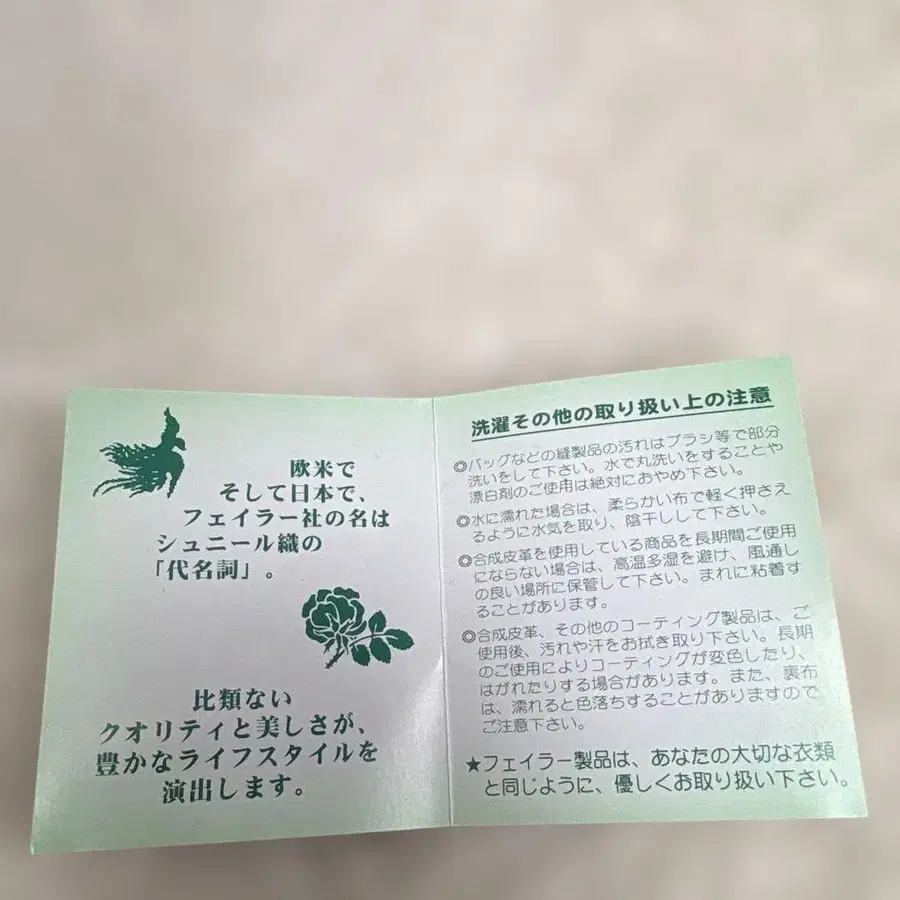 欧米で
そして日本で、
フェイラー社の名は
シュニール織の
「代名詞」。
比類ない
クオリティと美しさが、
豊かなライフスタイルを
演出します。
洗濯その他の取り扱い上の注意
◎バッグなどの縫製品の汚れはブラシ等で部分
洗いをして下さい。水で丸洗いをすることや
漂白剤のご使用は絶対におやめ下さい。
◎水に濡れた場合は、柔らかい布で軽く押さえ
るように水気を取り、陰干しして下さい。
◎合成皮革を使用している商品を長期間ご使用
にならない場合は、高温多湿を避け、風通し
の良い場所に保管して下さい。まれに粘着す
ることがあります。
◎合成皮革、その他のコーティング製品は、ご
使用後、汚れや汗をお拭き取り下さい。長期
のご使用によりコーティングが変色したり、
はがれたりする場合があります。また、裏布
は、濡れると色落ちすることがありますので
ご注意下さい。
★フェイラー製品は、あなたの大切な衣類
と同じように、優しくお取り扱い下さい。